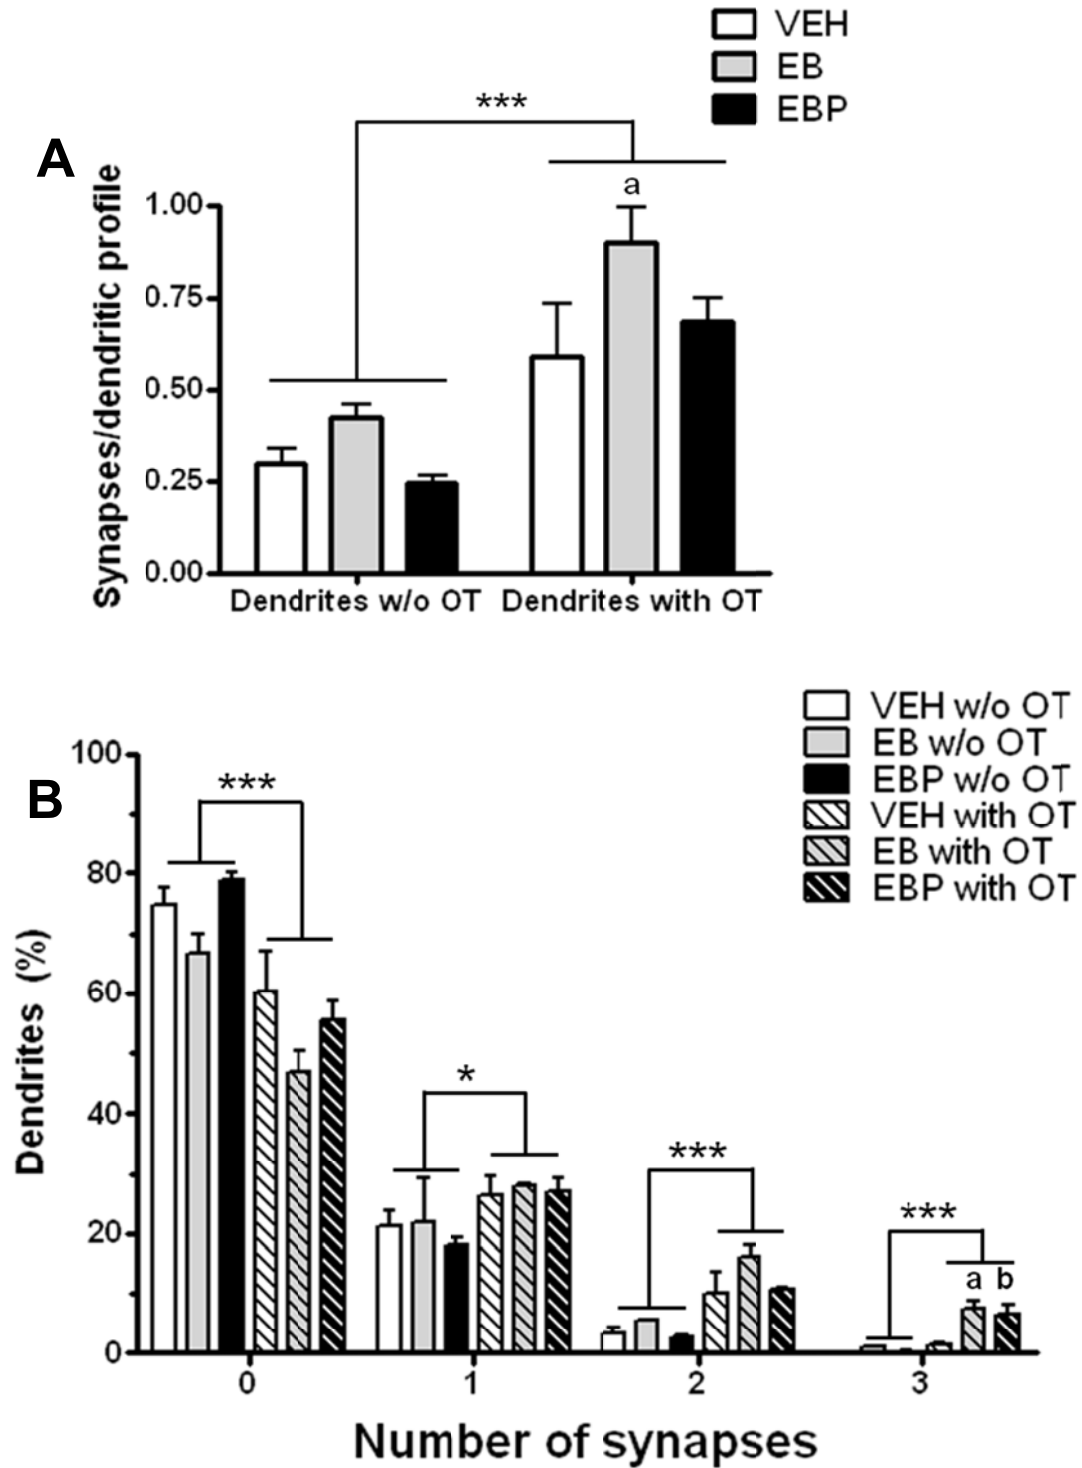 VEH
EB
EBP
***
A
a
Synapses/dendritic profile
1.00
0.75
0.50
0.25
0.00
Dendrites w/o OT Dendrites with OT
VEH w/o OT
EB w/o OT
EBP w/o OT
VEH with OT
EB with OT
EBP with OT
B
***
*
***
***
a b
Dendrites (%)
100
80
60
40
20
0
0 1 2 3
Number of synapses